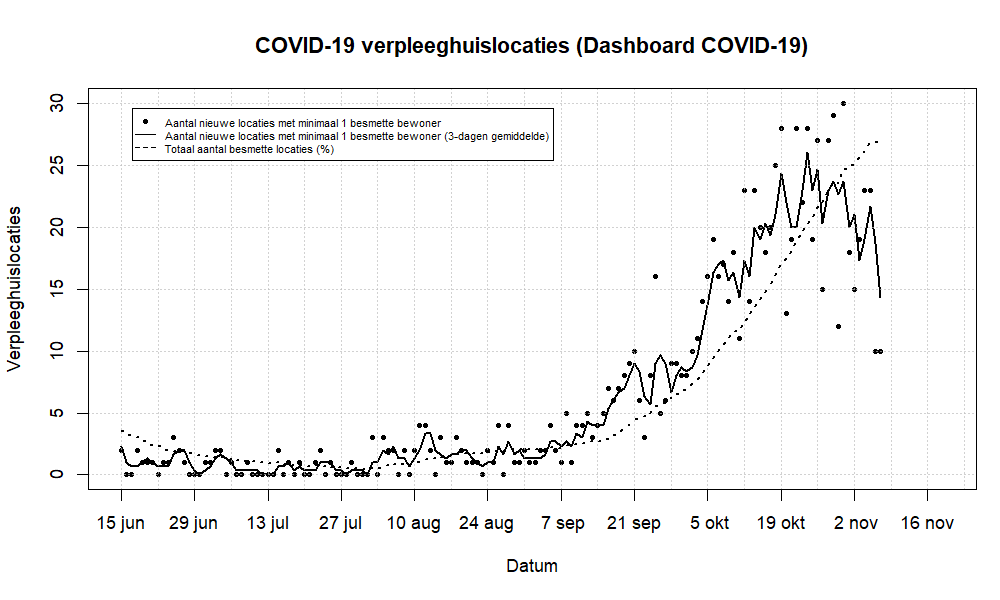 COVID-19 verpleeghuislocaties (Dashboard COVID-19)
Aantal nieuwe locaties met minimaal 1 besmette bewoner
Aantal nieuwe locaties met minimaal 1 besmette bewoner (3-dagen gemiddelde)
Totaal aantal besmette locaties (%)
Verpleeghuislocaties
30
25
20
15
10
5
0
15 jun 29 jun 13 jul 27 jul 10 aug 24 aug 7 sep 21 sep 5 okt 19 okt 2 nov 16 nov
Datum